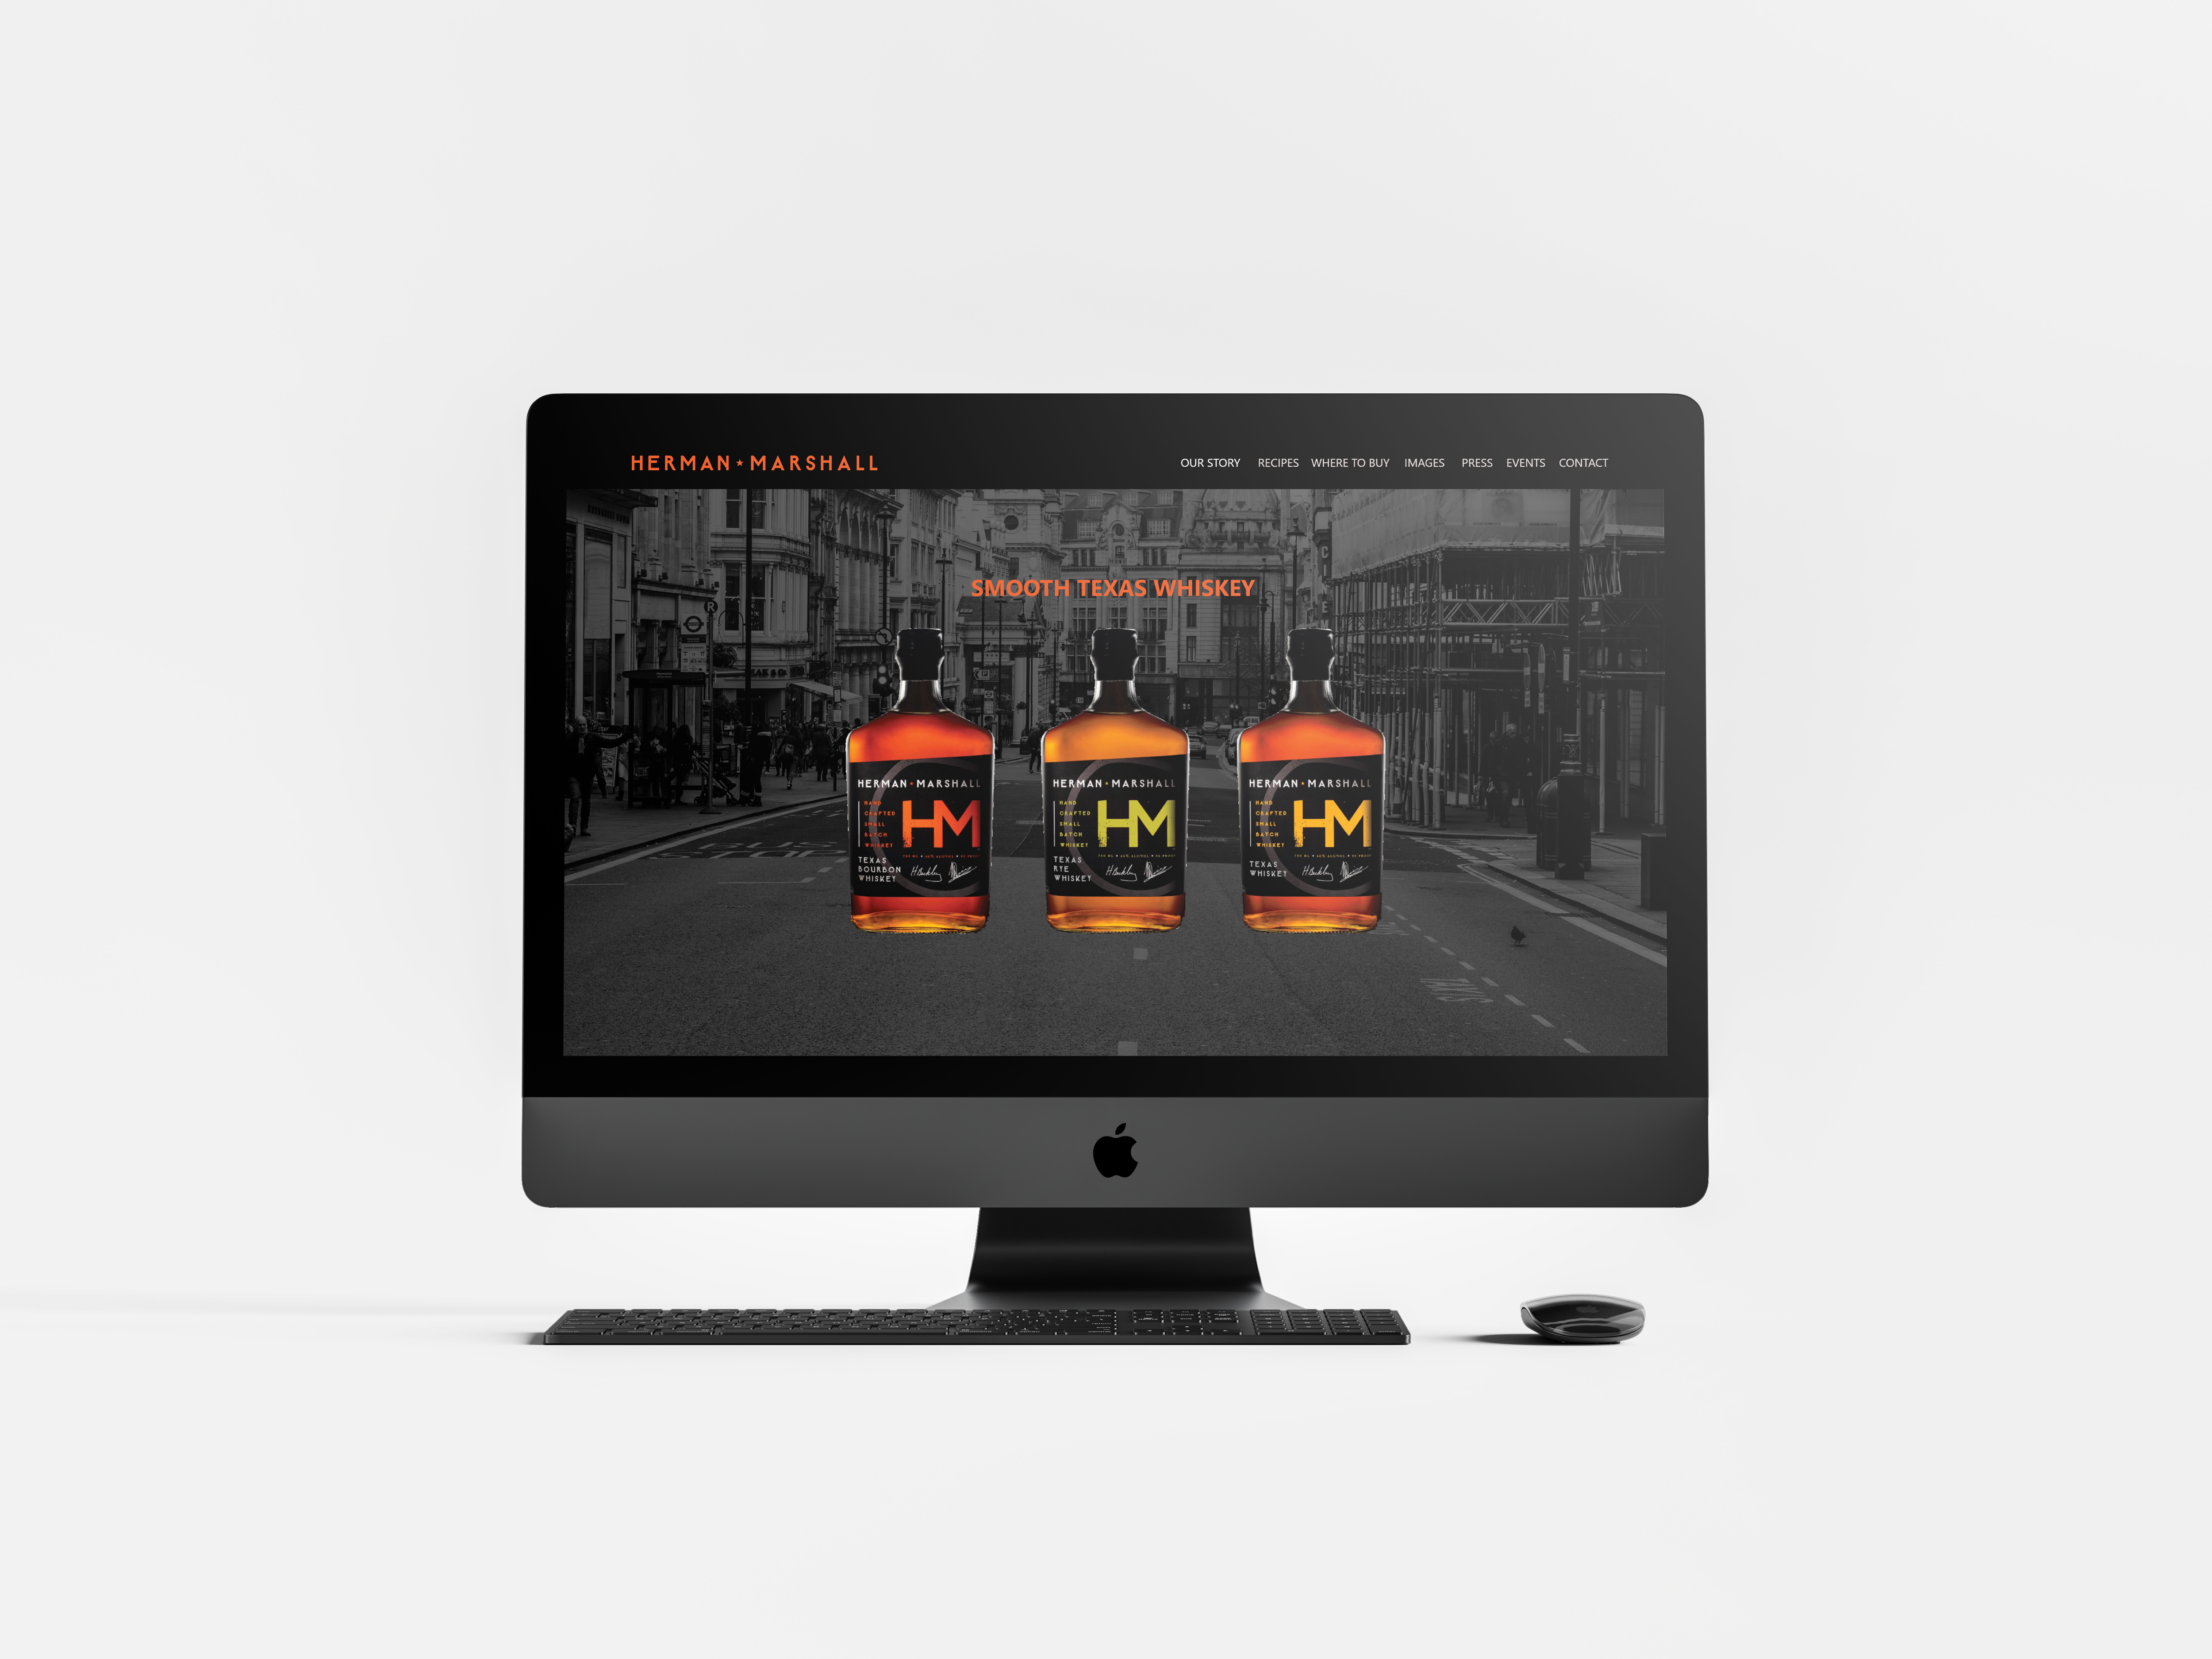 HERMAN★MARSHALL
OUR STORY RECIPES WHERE TO BUY IMAGES PRESS EVENTS CONTACT
SMOOTH TEXAS WHISKEY
R
HERMAN★MARSHALL
HAND
CRAFTED
SMALL
BATCH
WHISKEY
HM
TEXAS
BOURBON
WHISKEY
HERMAN★MARSHALL
HAND
CRAFTED
SMALL
BATCH
WHISKEY
HM
TEXAS
RYE
WHISKEY
HERMAN★MARSHALL
HAND
CRAFTED
SMALL
BATCH
WHISKEY
HM
TEXAS
WHISKEY